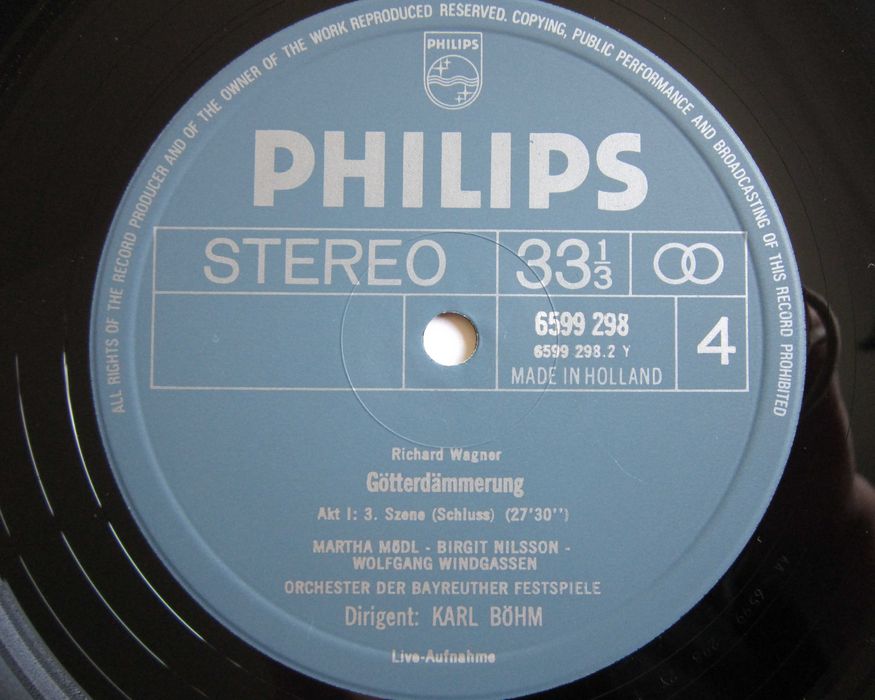 ALL RIGHTS OF THE RECORD PRODUCER AND OF THE OWNER OF THE WORK REPRODUCED RESERVED. COPYING, PUBLIC PERFORMANCE AND BROADCASTING OF THIS RECORD PROHIBITED
PHILIPS
PHILIPS
STEREO 33⅓
6599 298
6599 298.2 Y
MADE IN HOLLAND
4
Richard Wagner
Götterdämmerung
Akt I: 3. Szene (Schluss) (27'30'')
MARTHA MÖDL - BIRGIT NILSSON -
WOLFGANG WINDGASSEN
ORCHESTER DER BAYREUTHER FESTSPIELE
Dirigent: KARL BÖHM
Live-Aufnahme